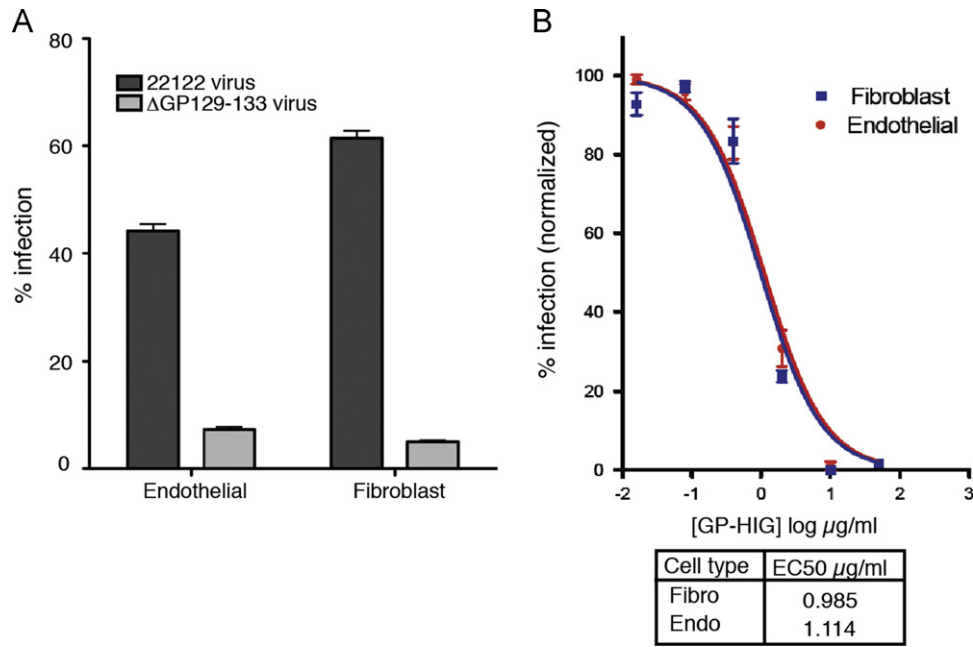 A
80
60
40
20
0
% infection
22122 virus
ΔGP129-133 virus
Endothelial
Fibroblast
B
100
80
60
40
20
0
% infection (normalized)
Fibroblast
Endothelial
-2
-1
0
1
2
3
[GP-HIG] log µg/ml
Cell type EC50 µg/ml
Fibro 0.985
Endo 1.114